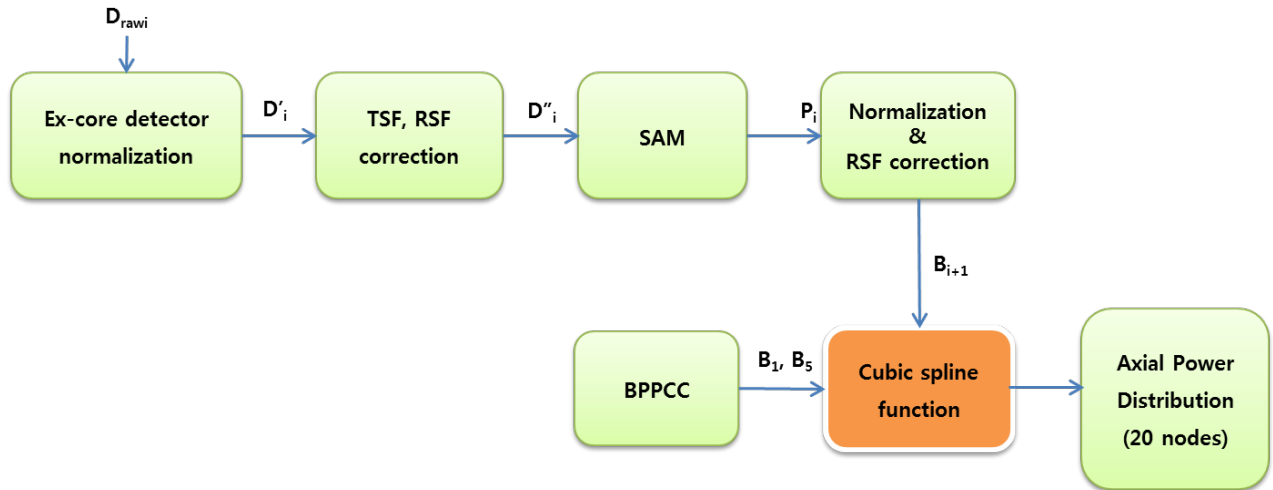 D_rawi
Ex-core detector
normalization
D'_i
TSF, RSF
correction
D"_i
SAM
P_i
Normalization
&
RSF correction
B_i+1
BPPCC
B_1, B_5
Cubic spline
function
Axial Power
Distribution
(20 nodes)